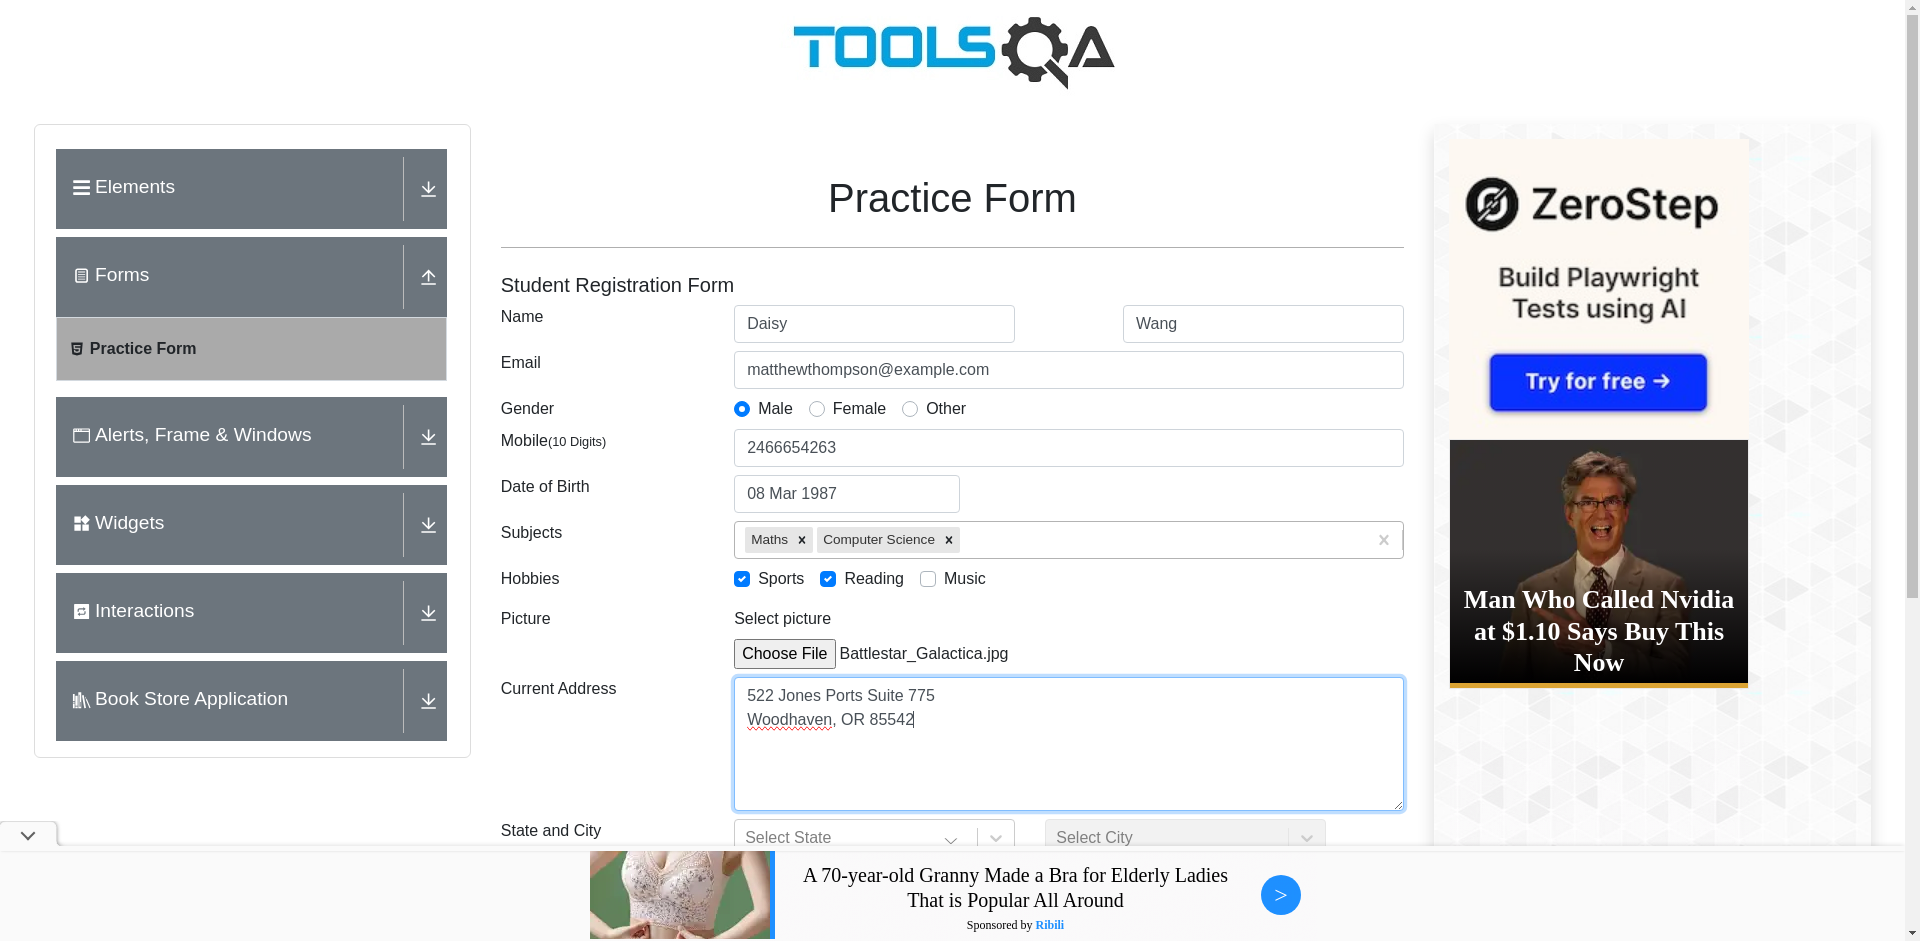 TOOLSQA
Elements
Forms
Practice Form
Alerts, Frame & Windows
Widgets
Interactions
Book Store Application
Practice Form
Student Registration Form
Name
Daisy
Wang
Email
matthewthompson@example.com
Gender
Male
Female
Other
Mobile(10 Digits)
2466654263
Date of Birth
08 Mar 1987
Subjects
Maths
Computer Science
Hobbies
Sports
Reading
Music
Picture
Select picture
Choose File Battlestar_Galactica.jpg
Current Address
522 Jones Ports Suite 775
Woodhaven, OR 85542
State and City
Select State
Select City
ZeroStep
Build Playwright
Tests using AI
Try for free →
Man Who Called Nvidia
at $1.10 Says Buy This
Now
A 70-year-old Granny Made a Bra for Elderly Ladies
That is Popular All Around
Sponsored by Ribili
>